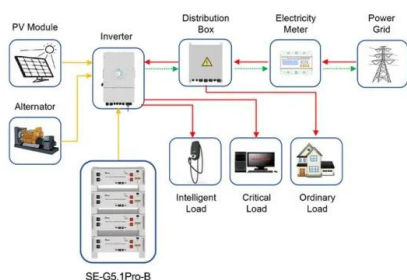 PV Module
Inverter
Distribution
Box
Electricity
Meter
Power
Grid
Alternator
Intelligent
Load
Critical
Load
Ordinary
Load
SE-G5.1Pro-B